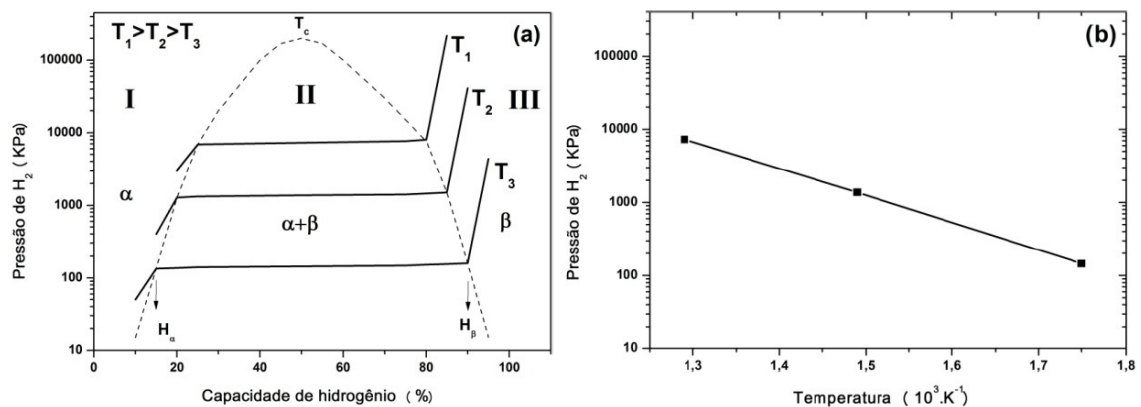 T1>T2>T3
Tc
(a)
T1
I
II
T2
III
α
T3
α+β
β
Hα
Hβ
100000
10000
1000
100
10
0 20 40 60 80 100
Pressão de H2 ( KPa)
Capacidade de hidrogênio ( %)
(b)
100000
10000
1000
100
10
1,3 1,4 1,5 1,6 1,7 1,8
Pressão de H2 ( KPa)
Temperatura ( 10³.K⁻¹)